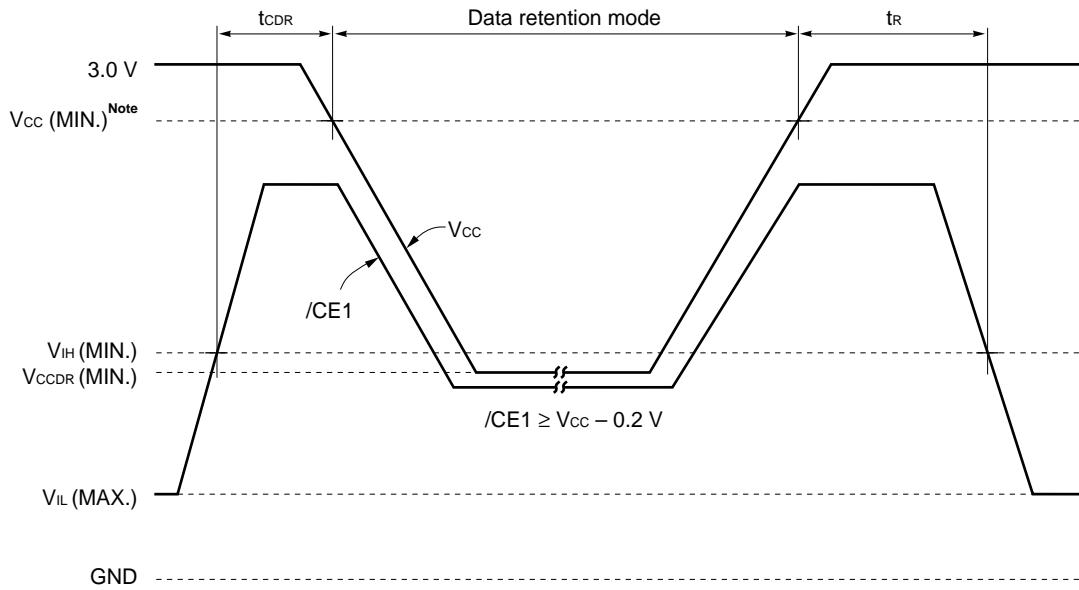 tCDR
Data retention mode
tR
3.0 V
VCC (MIN.)Note
VCC
/CE1
VIH (MIN.)
VCCDR (MIN.)
/CE1 ≥ VCC – 0.2 V
VIL (MAX.)
GND